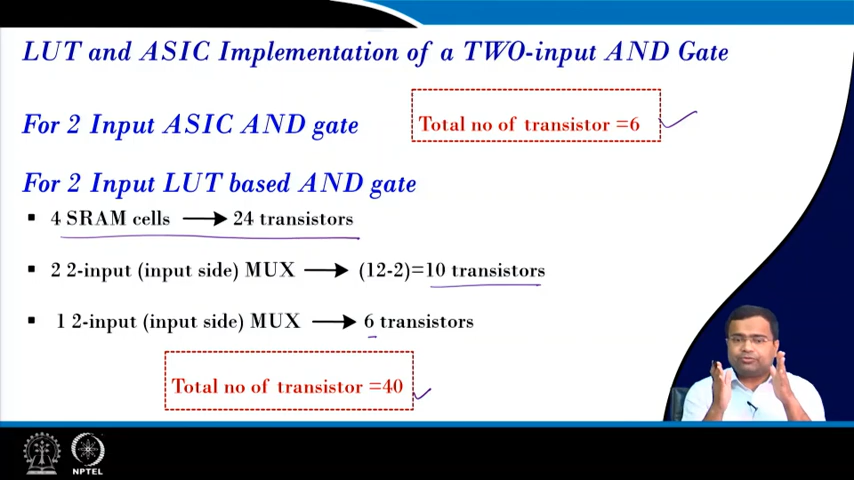 LUT and ASIC Implementation of a TWO-input AND Gate
For 2 Input ASIC AND gate
Total no of transistor =6
For 2 Input LUT based AND gate
▪ 4 SRAM cells → 24 transistors
▪ 2 2-input (input side) MUX → (12-2)=10 transistors
▪ 1 2-input (input side) MUX → 6 transistors
Total no of transistor =40
NPTEL